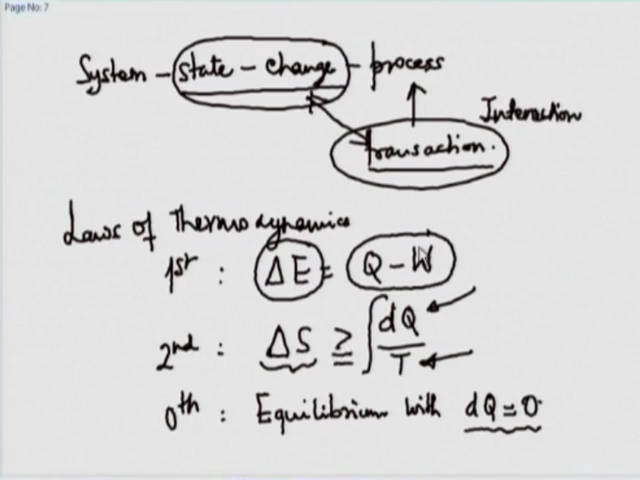 Page No: 7
System - state - change - process
Interaction
transaction.
Laws of Thermodynamics
1st : ΔE = Q - W
2nd : ΔS ≥ ∫dQ/T
0th : Equilibrium with dQ = 0